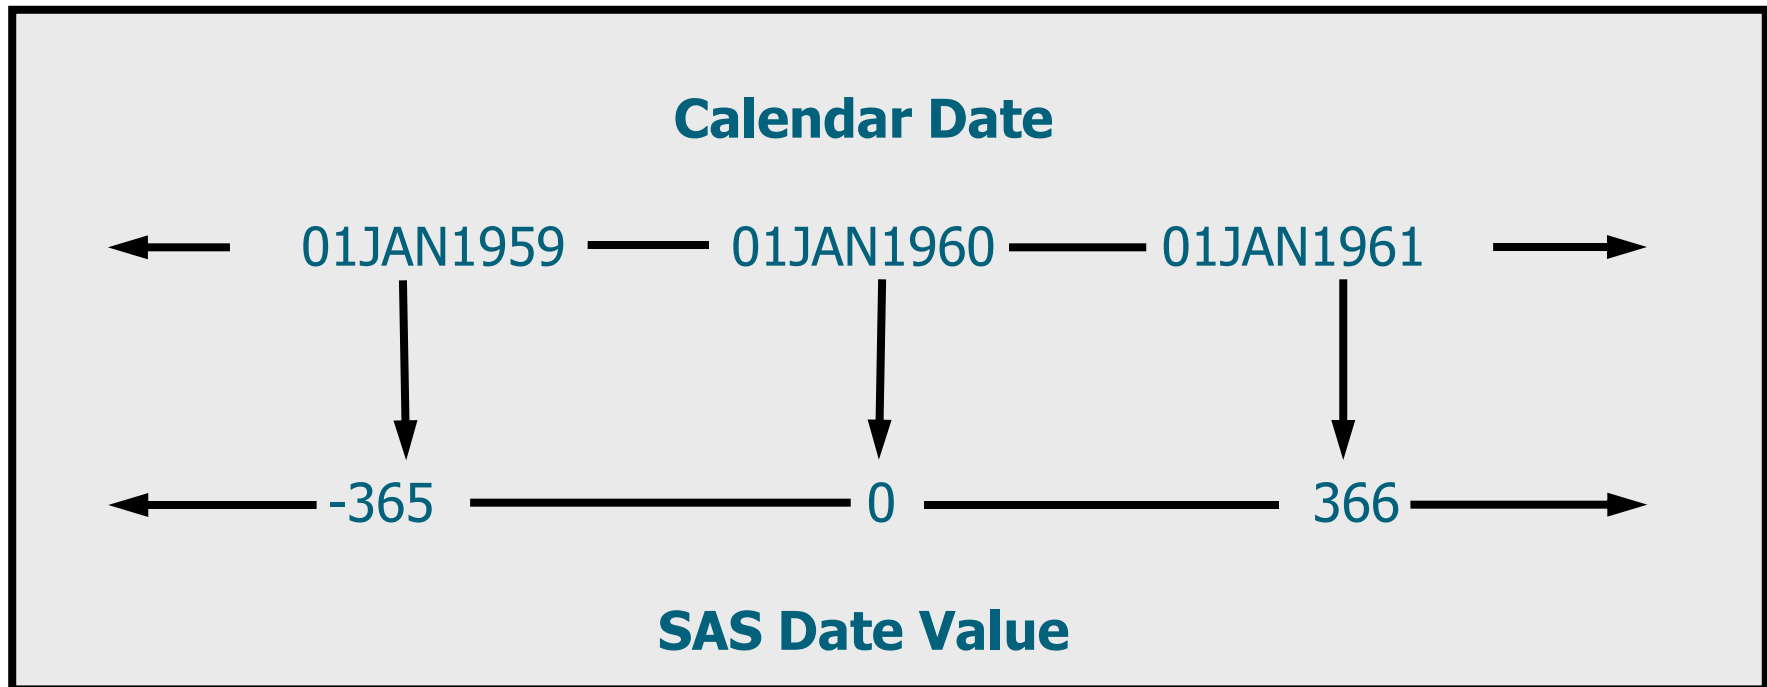 Calendar Date
01JAN1959 01JAN1960 01JAN1961
-365 0 366
SAS Date Value